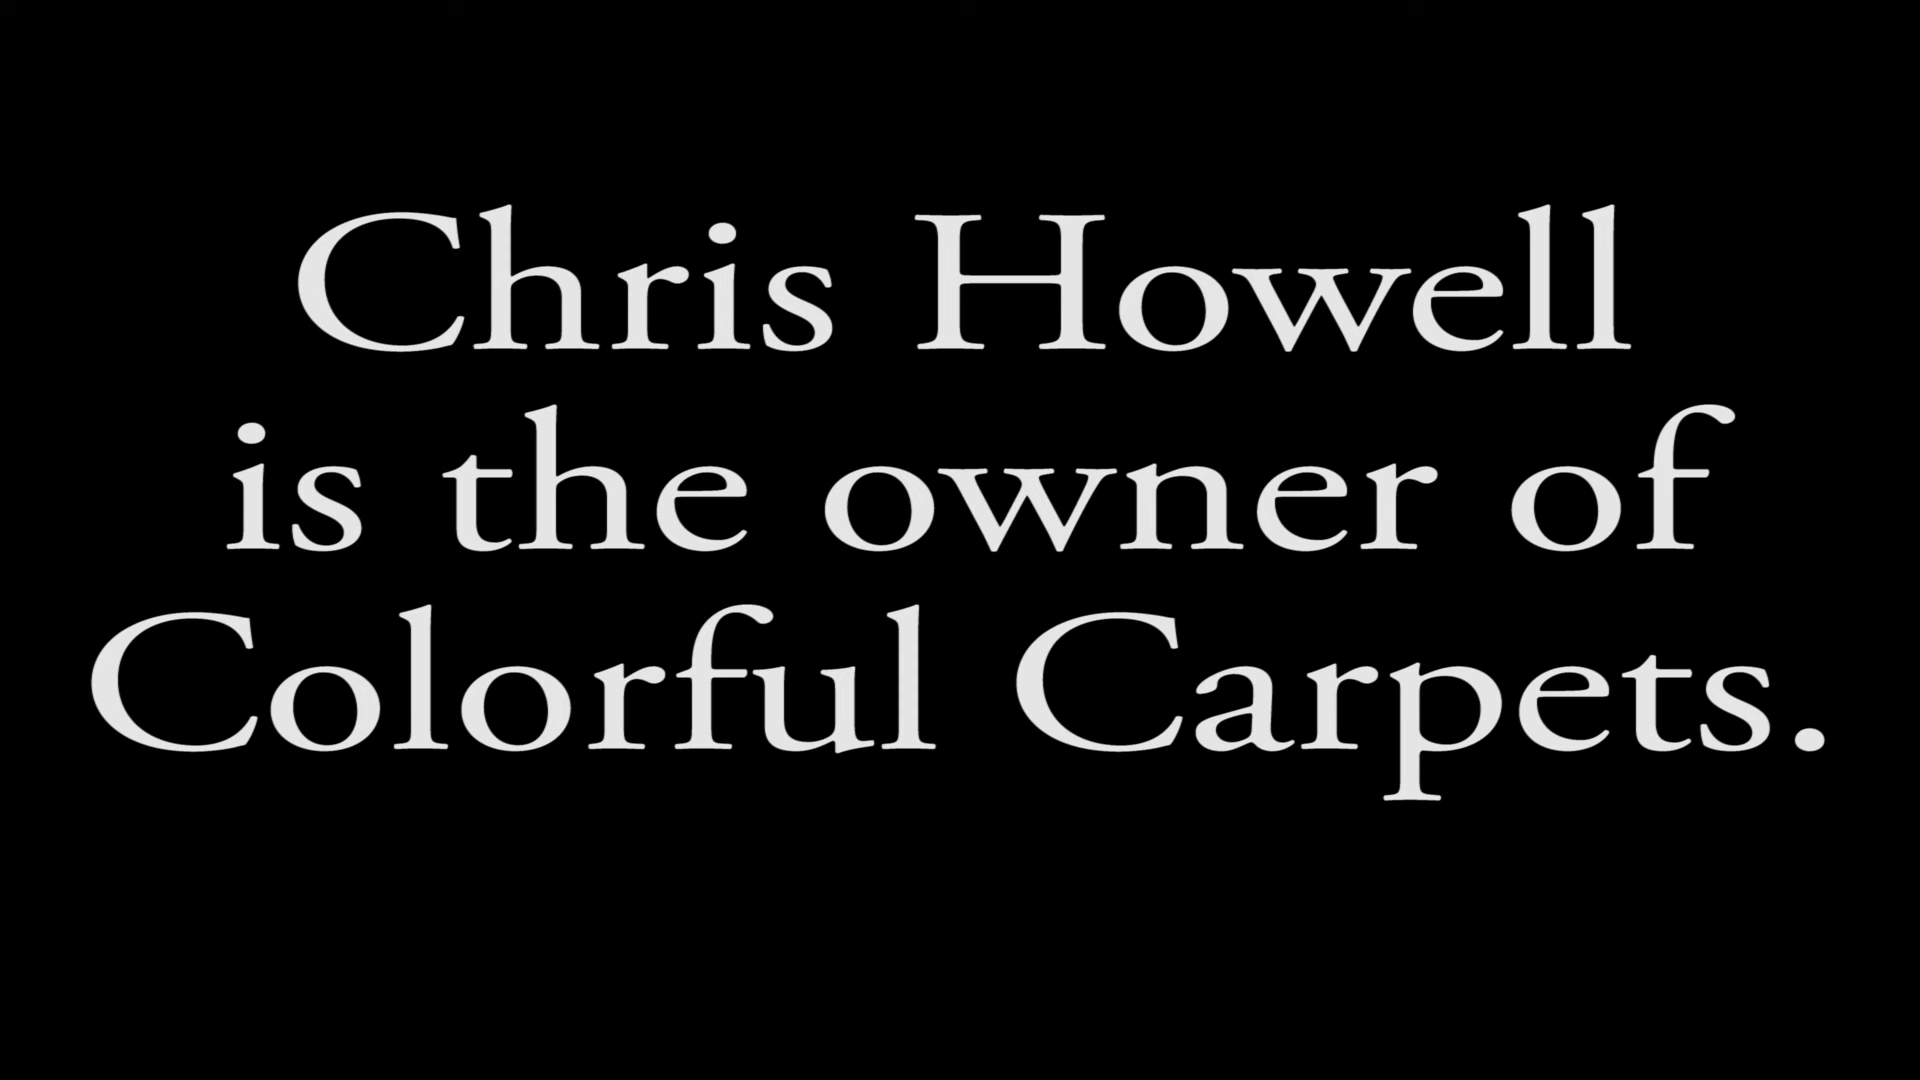 Chris Howell
is the owner of
Colorful Carpets.